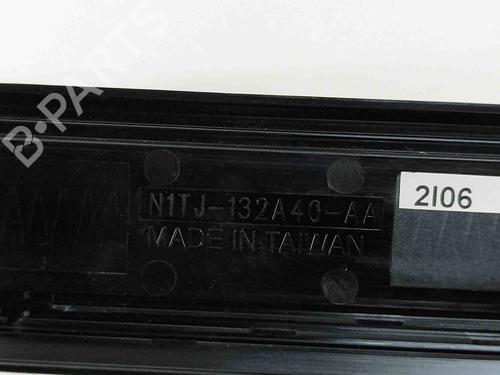 B-PARTS
2I06
N1TJ-132A40-AA
MADE IN TAIWAN